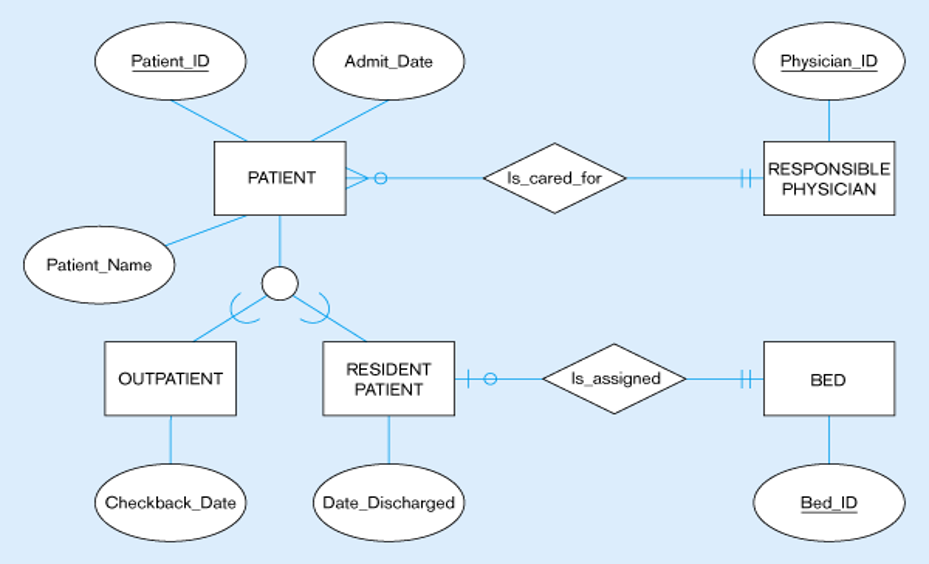 Patient_ID
Admit_Date
Physician_ID
PATIENT
Is_cared_for
RESPONSIBLE
PHYSICIAN
Patient_Name
OUTPATIENT
RESIDENT
PATIENT
Is_assigned
BED
Checkback_Date
Date_Discharged
Bed_ID